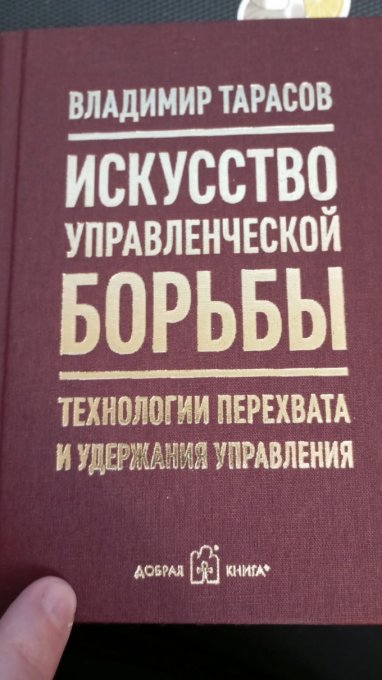 ВЛАДИМИР ТАРАСОВ
ИСКУССТВО
УПРАВЛЕНЧЕСКОЙ
БОРЬБЫ
ТЕХНОЛОГИИ ПЕРЕХВАТА
И УДЕРЖАНИЯ УПРАВЛЕНИЯ
ДОБРАЯ КНИГА®